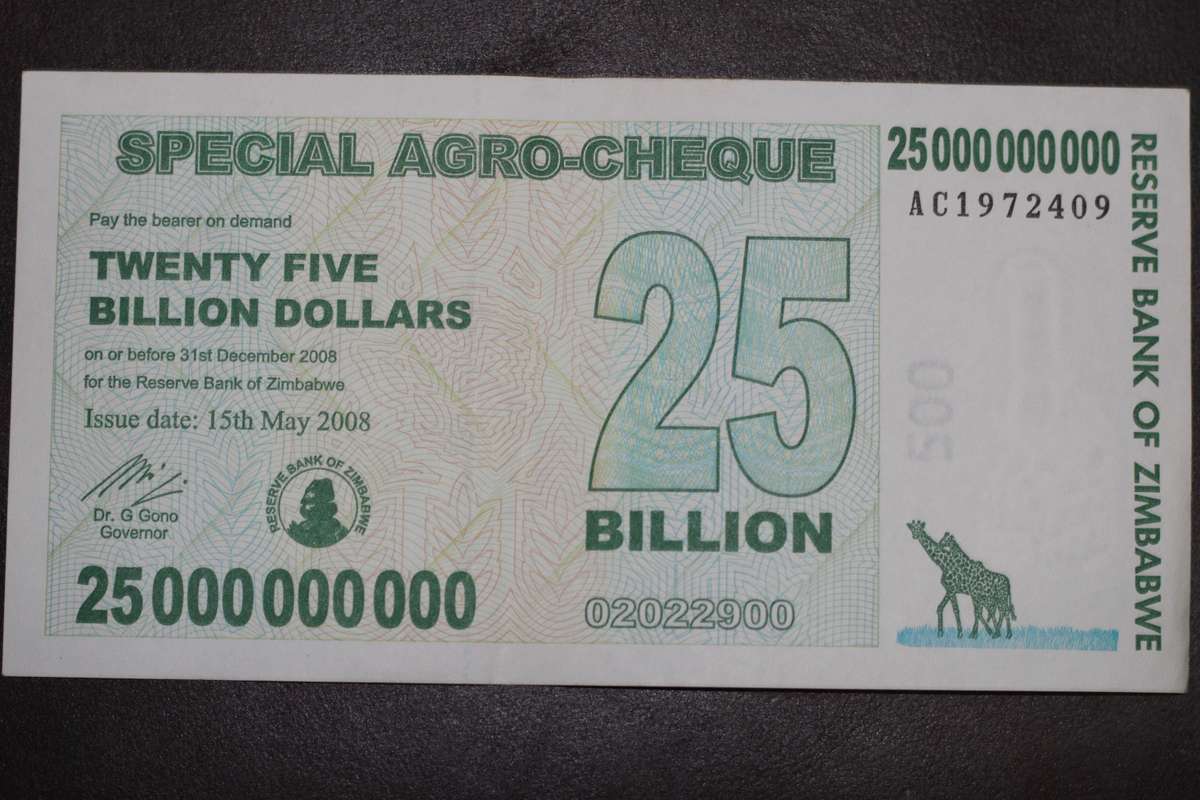 SPECIAL AGRO-CHEQUE
25000000000
AC1972409
Pay the bearer on demand
TWENTY FIVE
BILLION DOLLARS
on or before 31st December 2008
for the Reserve Bank of Zimbabwe
Issue date: 15th May 2008
Dr. G Gono
Governor
RESERVE BANK OF ZIMBABWE
25000000000
25
BILLION
02022900
500
RESERVE BANK OF ZIMBABWE